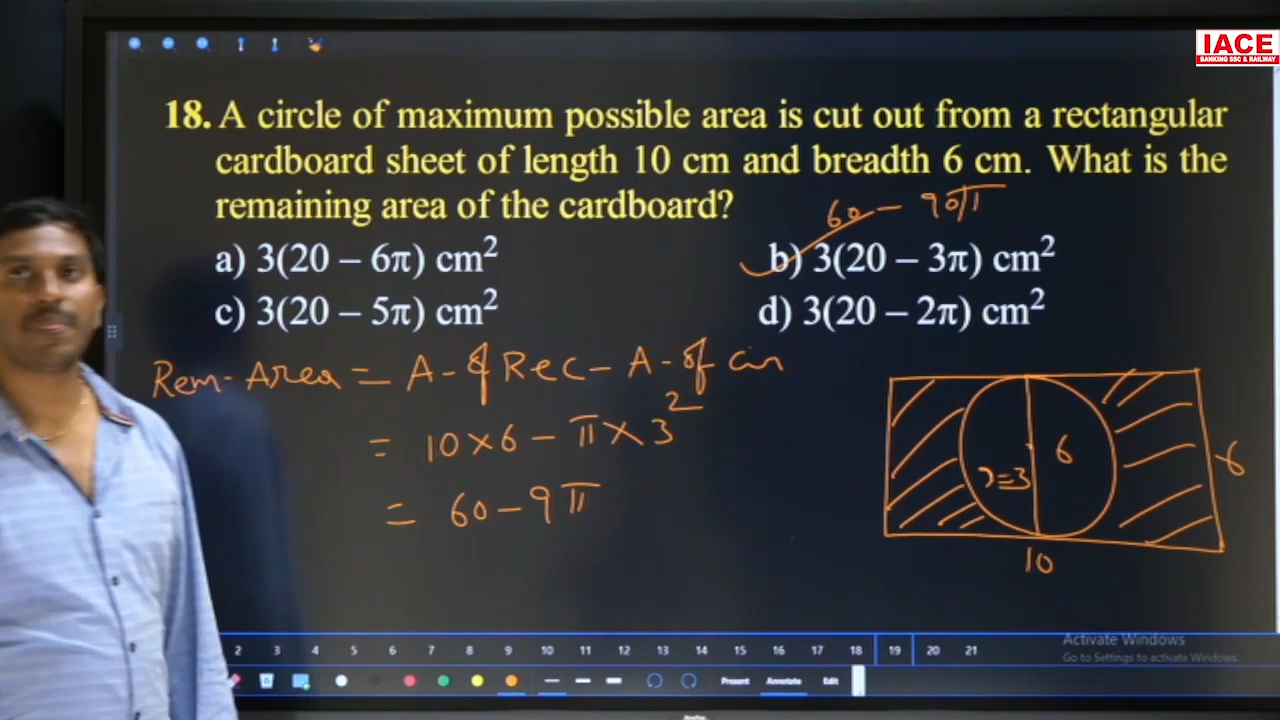 IACE
BANKING SSC & RAILWAY
18. A circle of maximum possible area is cut out from a rectangular
cardboard sheet of length 10 cm and breadth 6 cm. What is the
remaining area of the cardboard?
60 - 90π
a) 3(20 – 6π) cm² b) 3(20 – 3π) cm²
c) 3(20 – 5π) cm² d) 3(20 – 2π) cm²
Rem- Area = A- of Rec - A- of cir
= 10 × 6 - π × 3²
= 60 - 9π
r=3 6 6
10
Activate Windows
Go to Settings to activate Windows.
2 3 4 5 6 7 8 9 10 11 12 13 14 15 16 17 18 19 20 21
Present Annotate Edit